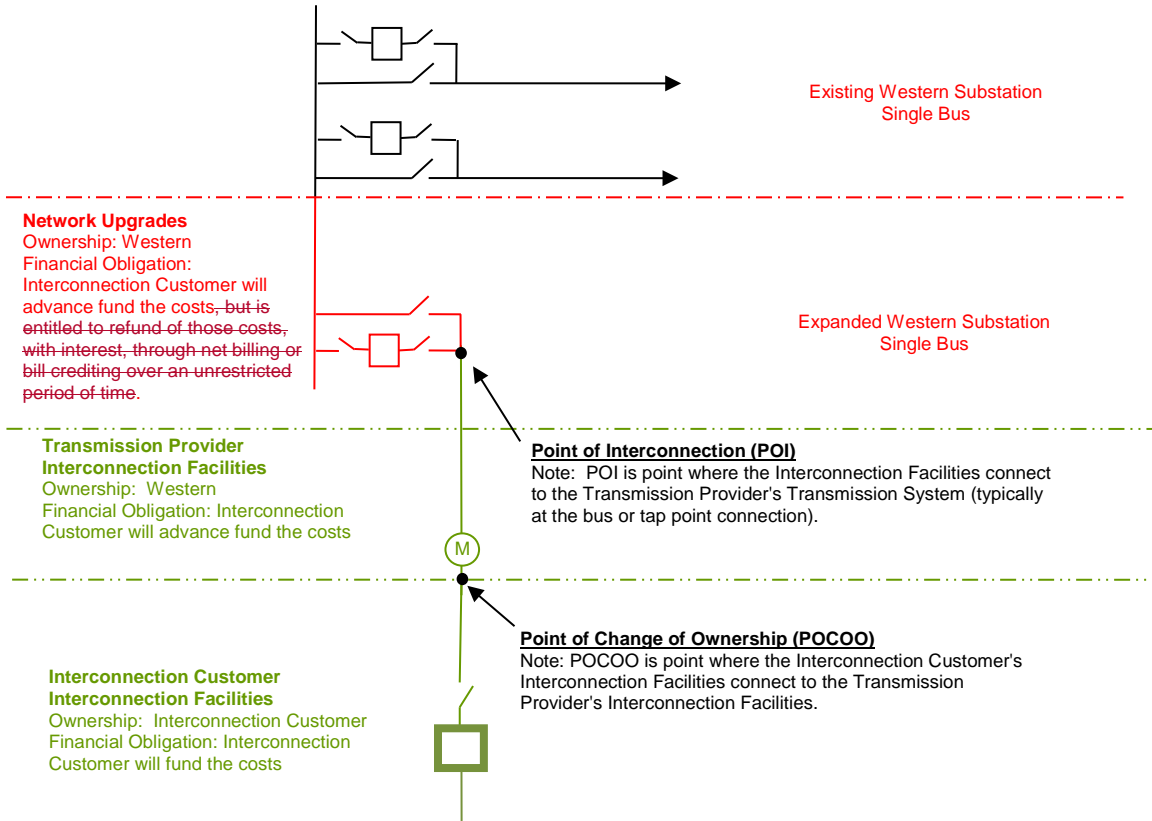 Existing Western Substation
Single Bus
Network Upgrades
Ownership: Western
Financial Obligation:
Interconnection Customer will
advance fund the costs, but is
entitled to refund of those costs,
with interest, through net billing or
bill crediting over an unrestricted
period of time.
Expanded Western Substation
Single Bus
Transmission Provider
Interconnection Facilities
Ownership: Western
Financial Obligation: Interconnection
Customer will advance fund the costs
Point of Interconnection (POI)
Note: POI is point where the Interconnection Facilities connect
to the Transmission Provider's Transmission System (typically
at the bus or tap point connection).
M
Point of Change of Ownership (POCOO)
Note: POCOO is point where the Interconnection Customer's
Interconnection Facilities connect to the Transmission
Provider's Interconnection Facilities.
Interconnection Customer
Interconnection Facilities
Ownership: Interconnection Customer
Financial Obligation: Interconnection
Customer will fund the costs